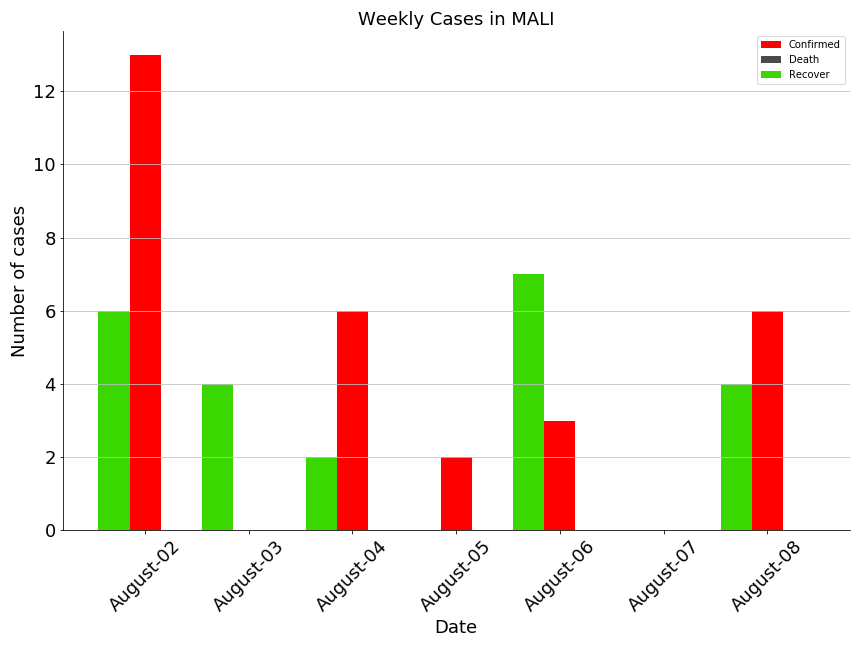 Weekly Cases in MALI
Confirmed
Death
Recover
Number of cases
12
10
8
6
4
2
0
August-02
August-03
August-04
August-05
August-06
August-07
August-08
Date